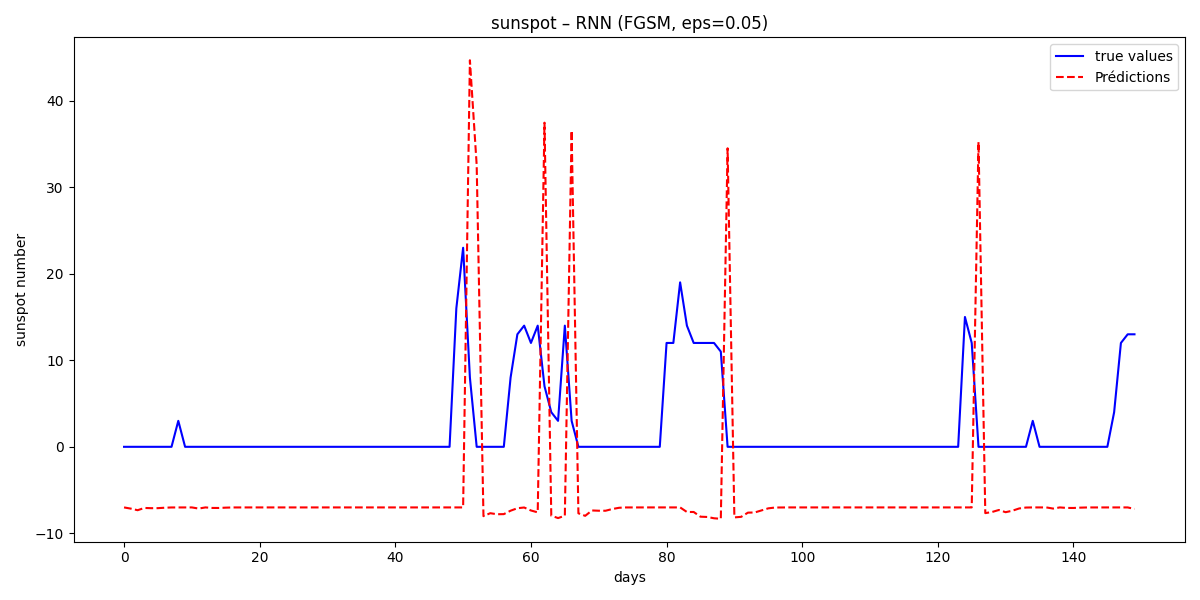 sunspot – RNN (FGSM, eps=0.05)
true values
Prédictions
sunspot number
40
30
20
10
0
−10
0 20 40 60 80 100 120 140
days